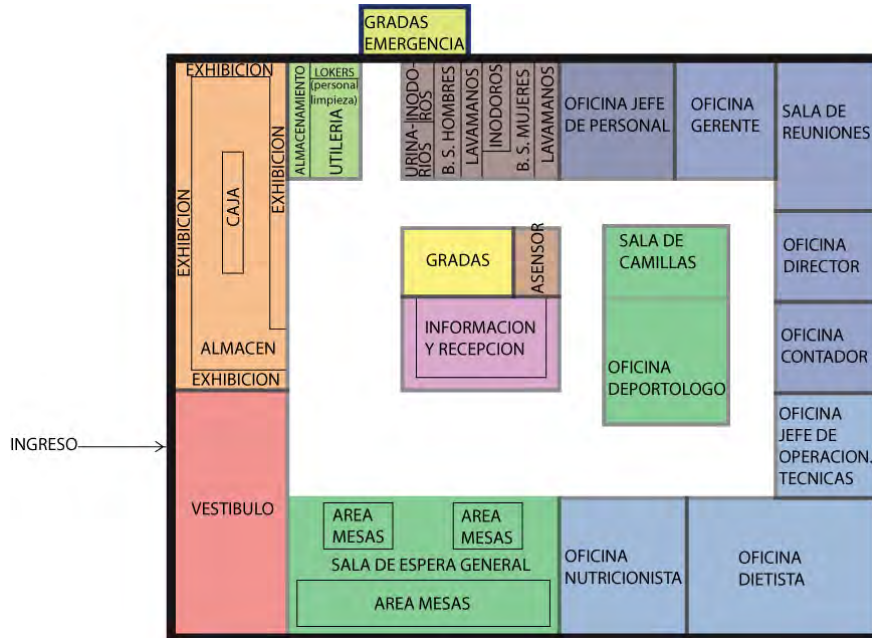 GRADAS
EMERGENCIA
EXHIBICION
EXHIBICION
EXHIBICION
CAJA
ALMACEN
EXHIBICION
ALMACENAMIENTO
LOKERS
(personal
limpieza)
UTILERIA
URINA-
RIOS
INODO-
ROS
B. S. HOMBRES
LAVAMANOS
INODOROS
B. S. MUJERES
LAVAMANOS
OFICINA JEFE
DE PERSONAL
OFICINA
GERENTE
SALA DE
REUNIONES
GRADAS
ASENSOR
INFORMACION
Y RECEPCION
SALA DE
CAMILLAS
OFICINA
DEPORTOLOGO
OFICINA
DIRECTOR
OFICINA
CONTADOR
OFICINA
JEFE DE
OPERACION.
TECNICAS
INGRESO
VESTIBULO
AREA
MESAS
AREA
MESAS
SALA DE ESPERA GENERAL
AREA MESAS
OFICINA
NUTRICIONISTA
OFICINA
DIETISTA